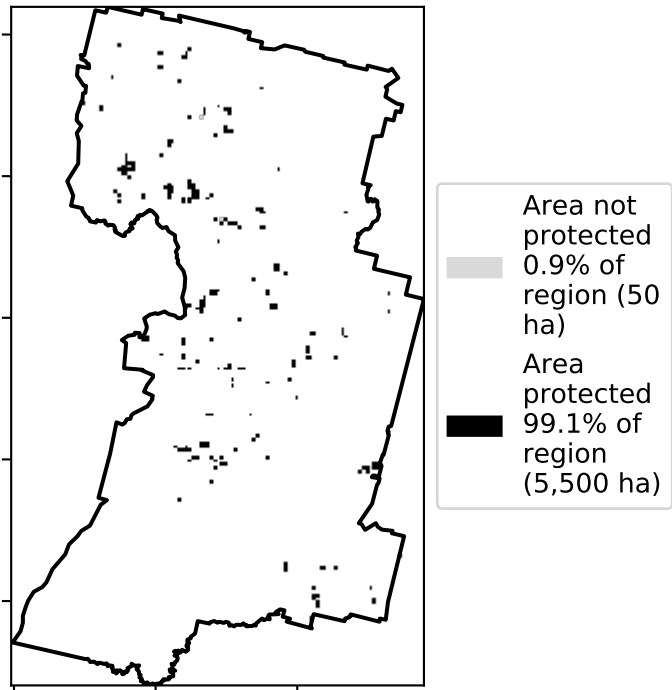 Area not
protected
0.9% of
region (50
ha)
Area
protected
99.1% of
region
(5,500 ha)